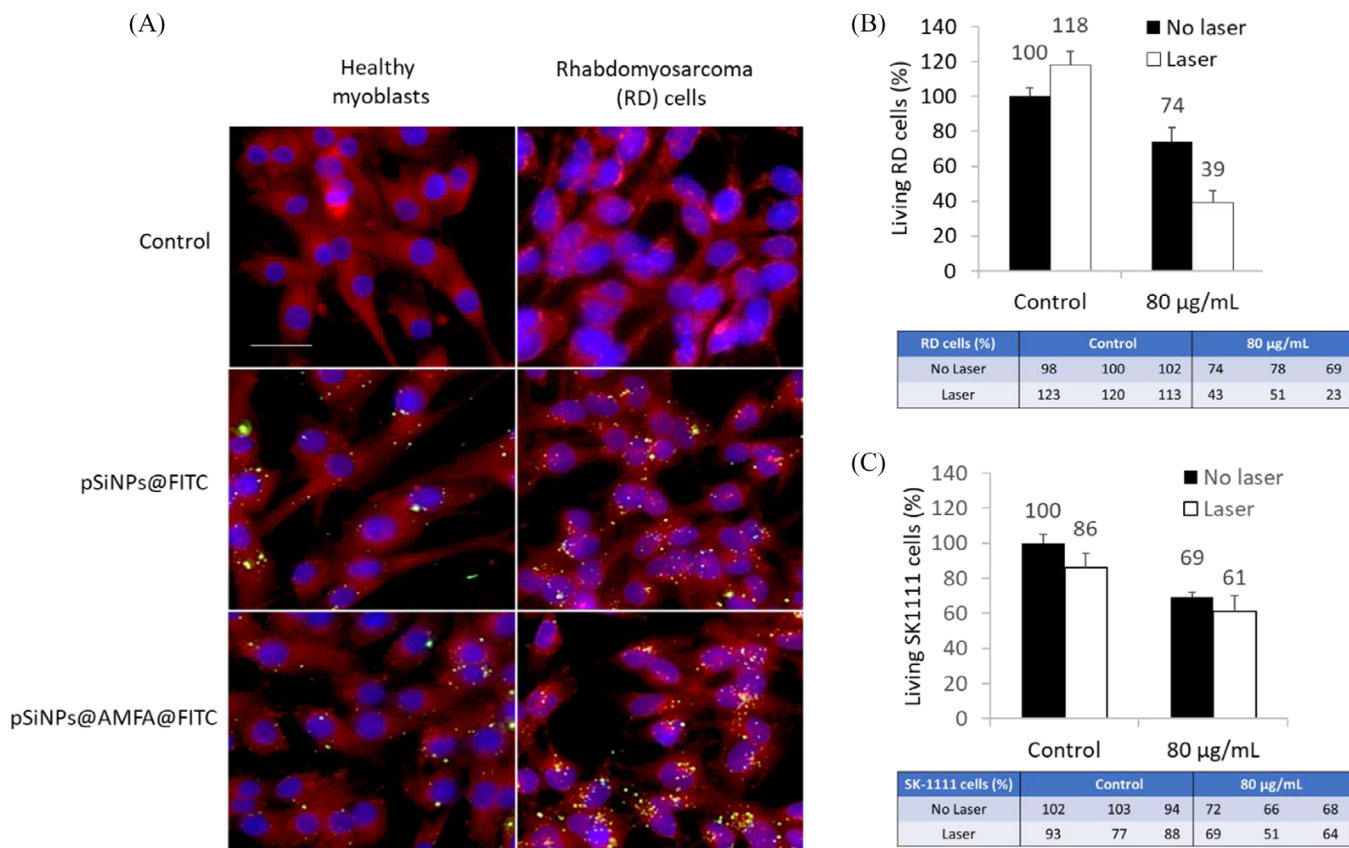 (A)
Healthy
myoblasts
Rhabdomyosarcoma
(RD) cells
Control
pSiNPs@FITC
pSiNPs@AMFA@FITC
(B)
Living RD cells (%)
140
120
100
80
60
40
20
0
No laser
Laser
100
118
74
39
Control
80 µg/mL
RD cells (%) Control 80 µg/mL
No Laser 98 100 102 74 78 69
Laser 123 120 113 43 51 23
(C)
Living SK1111 cells (%)
140
120
100
80
60
40
20
0
No laser
Laser
100
86
69
61
Control
80 µg/mL
SK-1111 cells (%) Control 80 µg/mL
No Laser 102 103 94 72 66 68
Laser 93 77 88 69 51 64